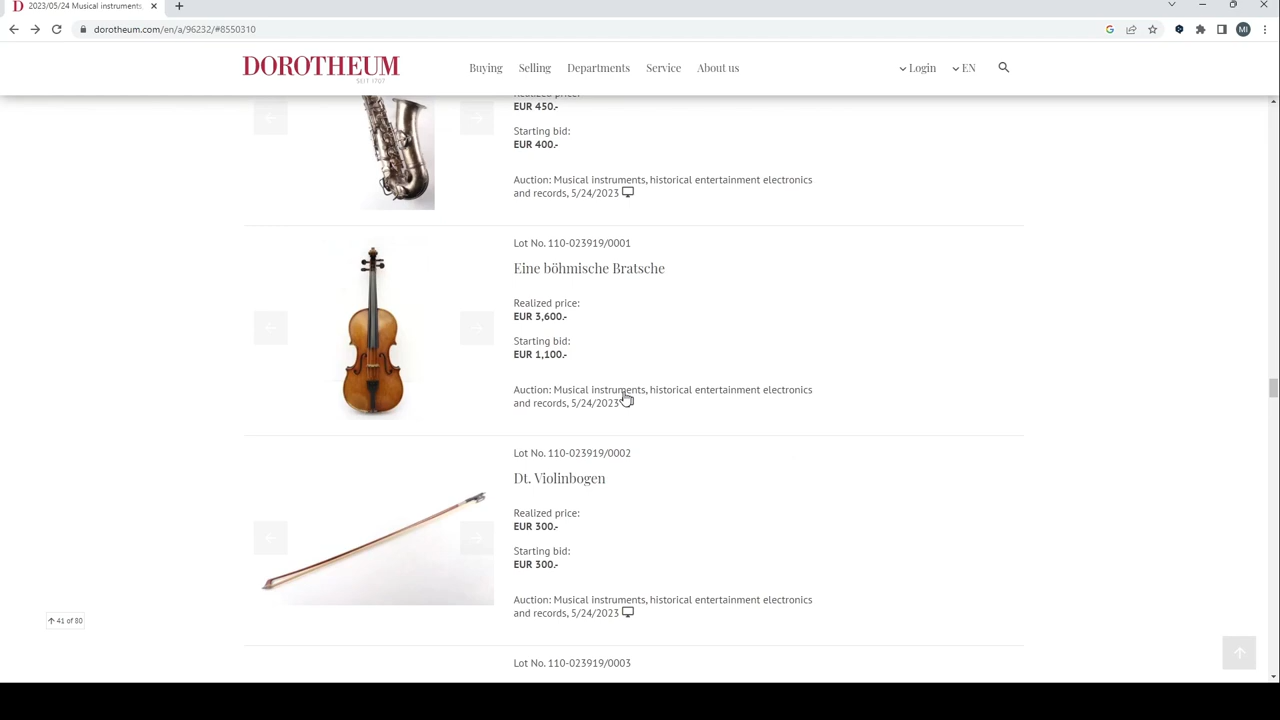 2023/05/24 Musical instruments
dorotheum.com/en/a/96232/#8550310
MI
DOROTHEUM
SEIT 1707
Buying
Selling
Departments
Service
About us
Login
EN
Realized price:
EUR 450.-
Starting bid:
EUR 400.-
Auction: Musical instruments, historical entertainment electronics
and records, 5/24/2023
Lot No. 110-023919/0001
Eine böhmische Bratsche
Realized price:
EUR 3,600.-
Starting bid:
EUR 1,100.-
Auction: Musical instruments, historical entertainment electronics
and records, 5/24/2023
Lot No. 110-023919/0002
Dt. Violinbogen
Realized price:
EUR 300.-
Starting bid:
EUR 300.-
Auction: Musical instruments, historical entertainment electronics
and records, 5/24/2023
41 of 80
Lot No. 110-023919/0003